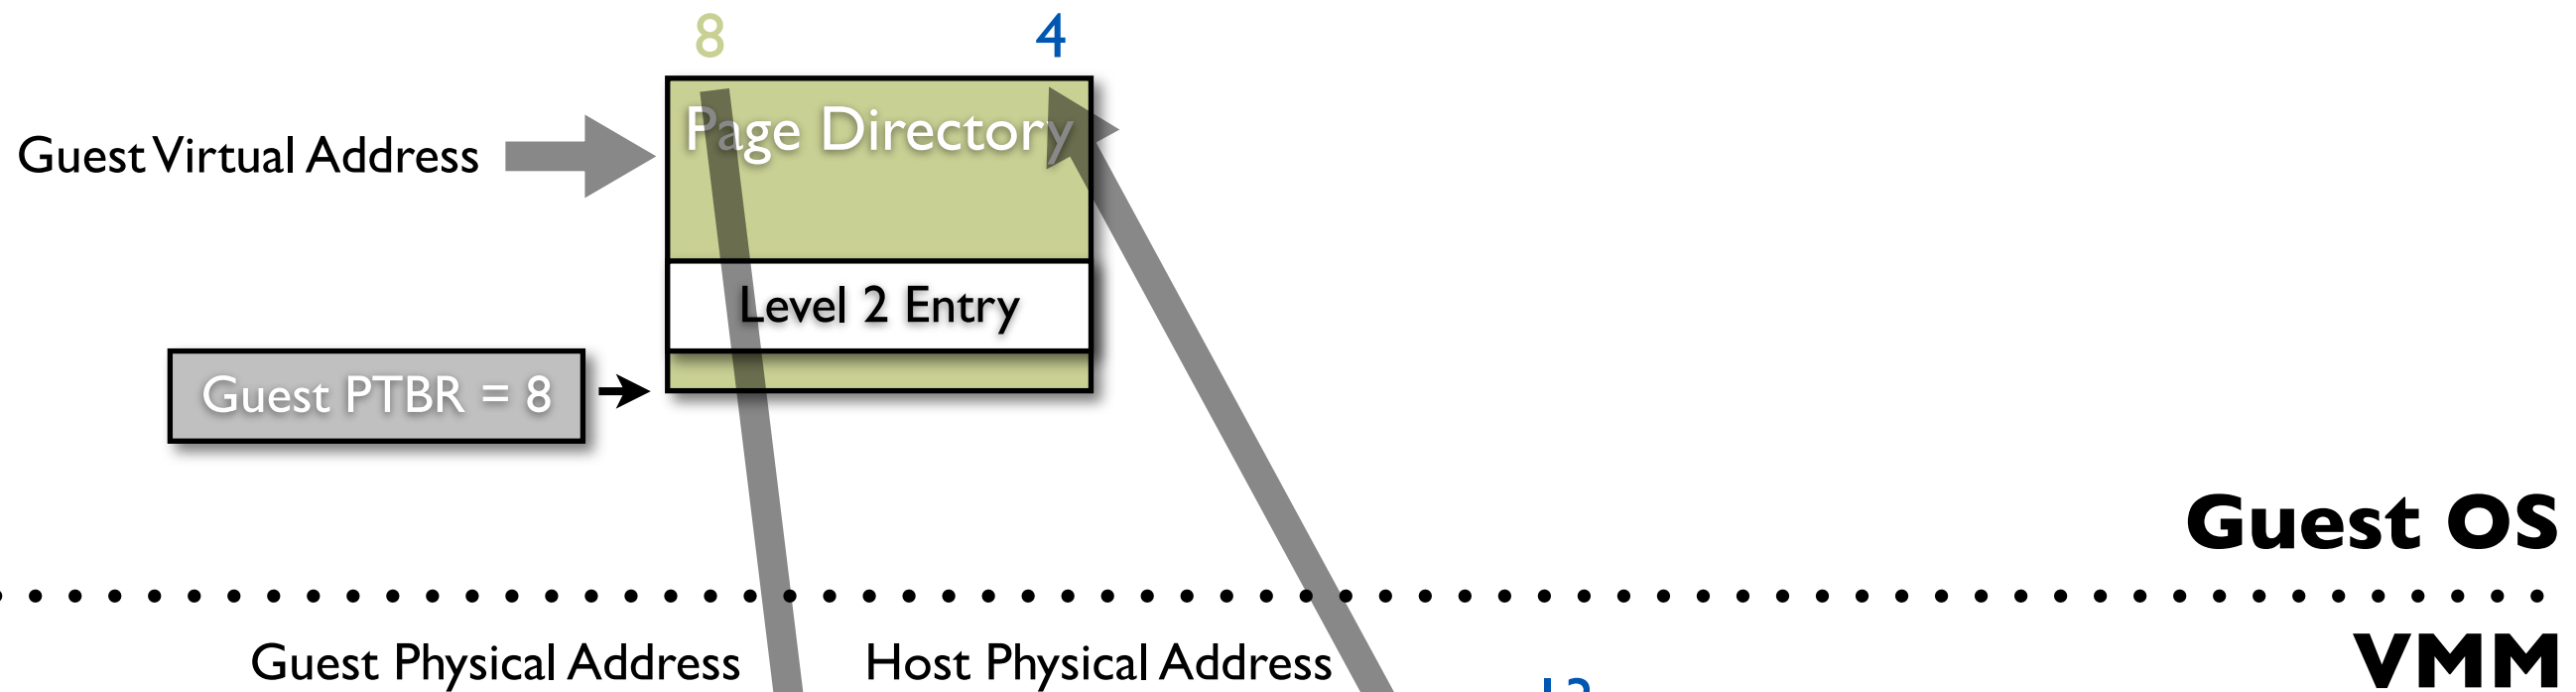 8 4
Page Directory
Guest Virtual Address
Level 2 Entry
Guest PTBR = 8
Guest OS
VMM
Guest Physical Address Host Physical Address